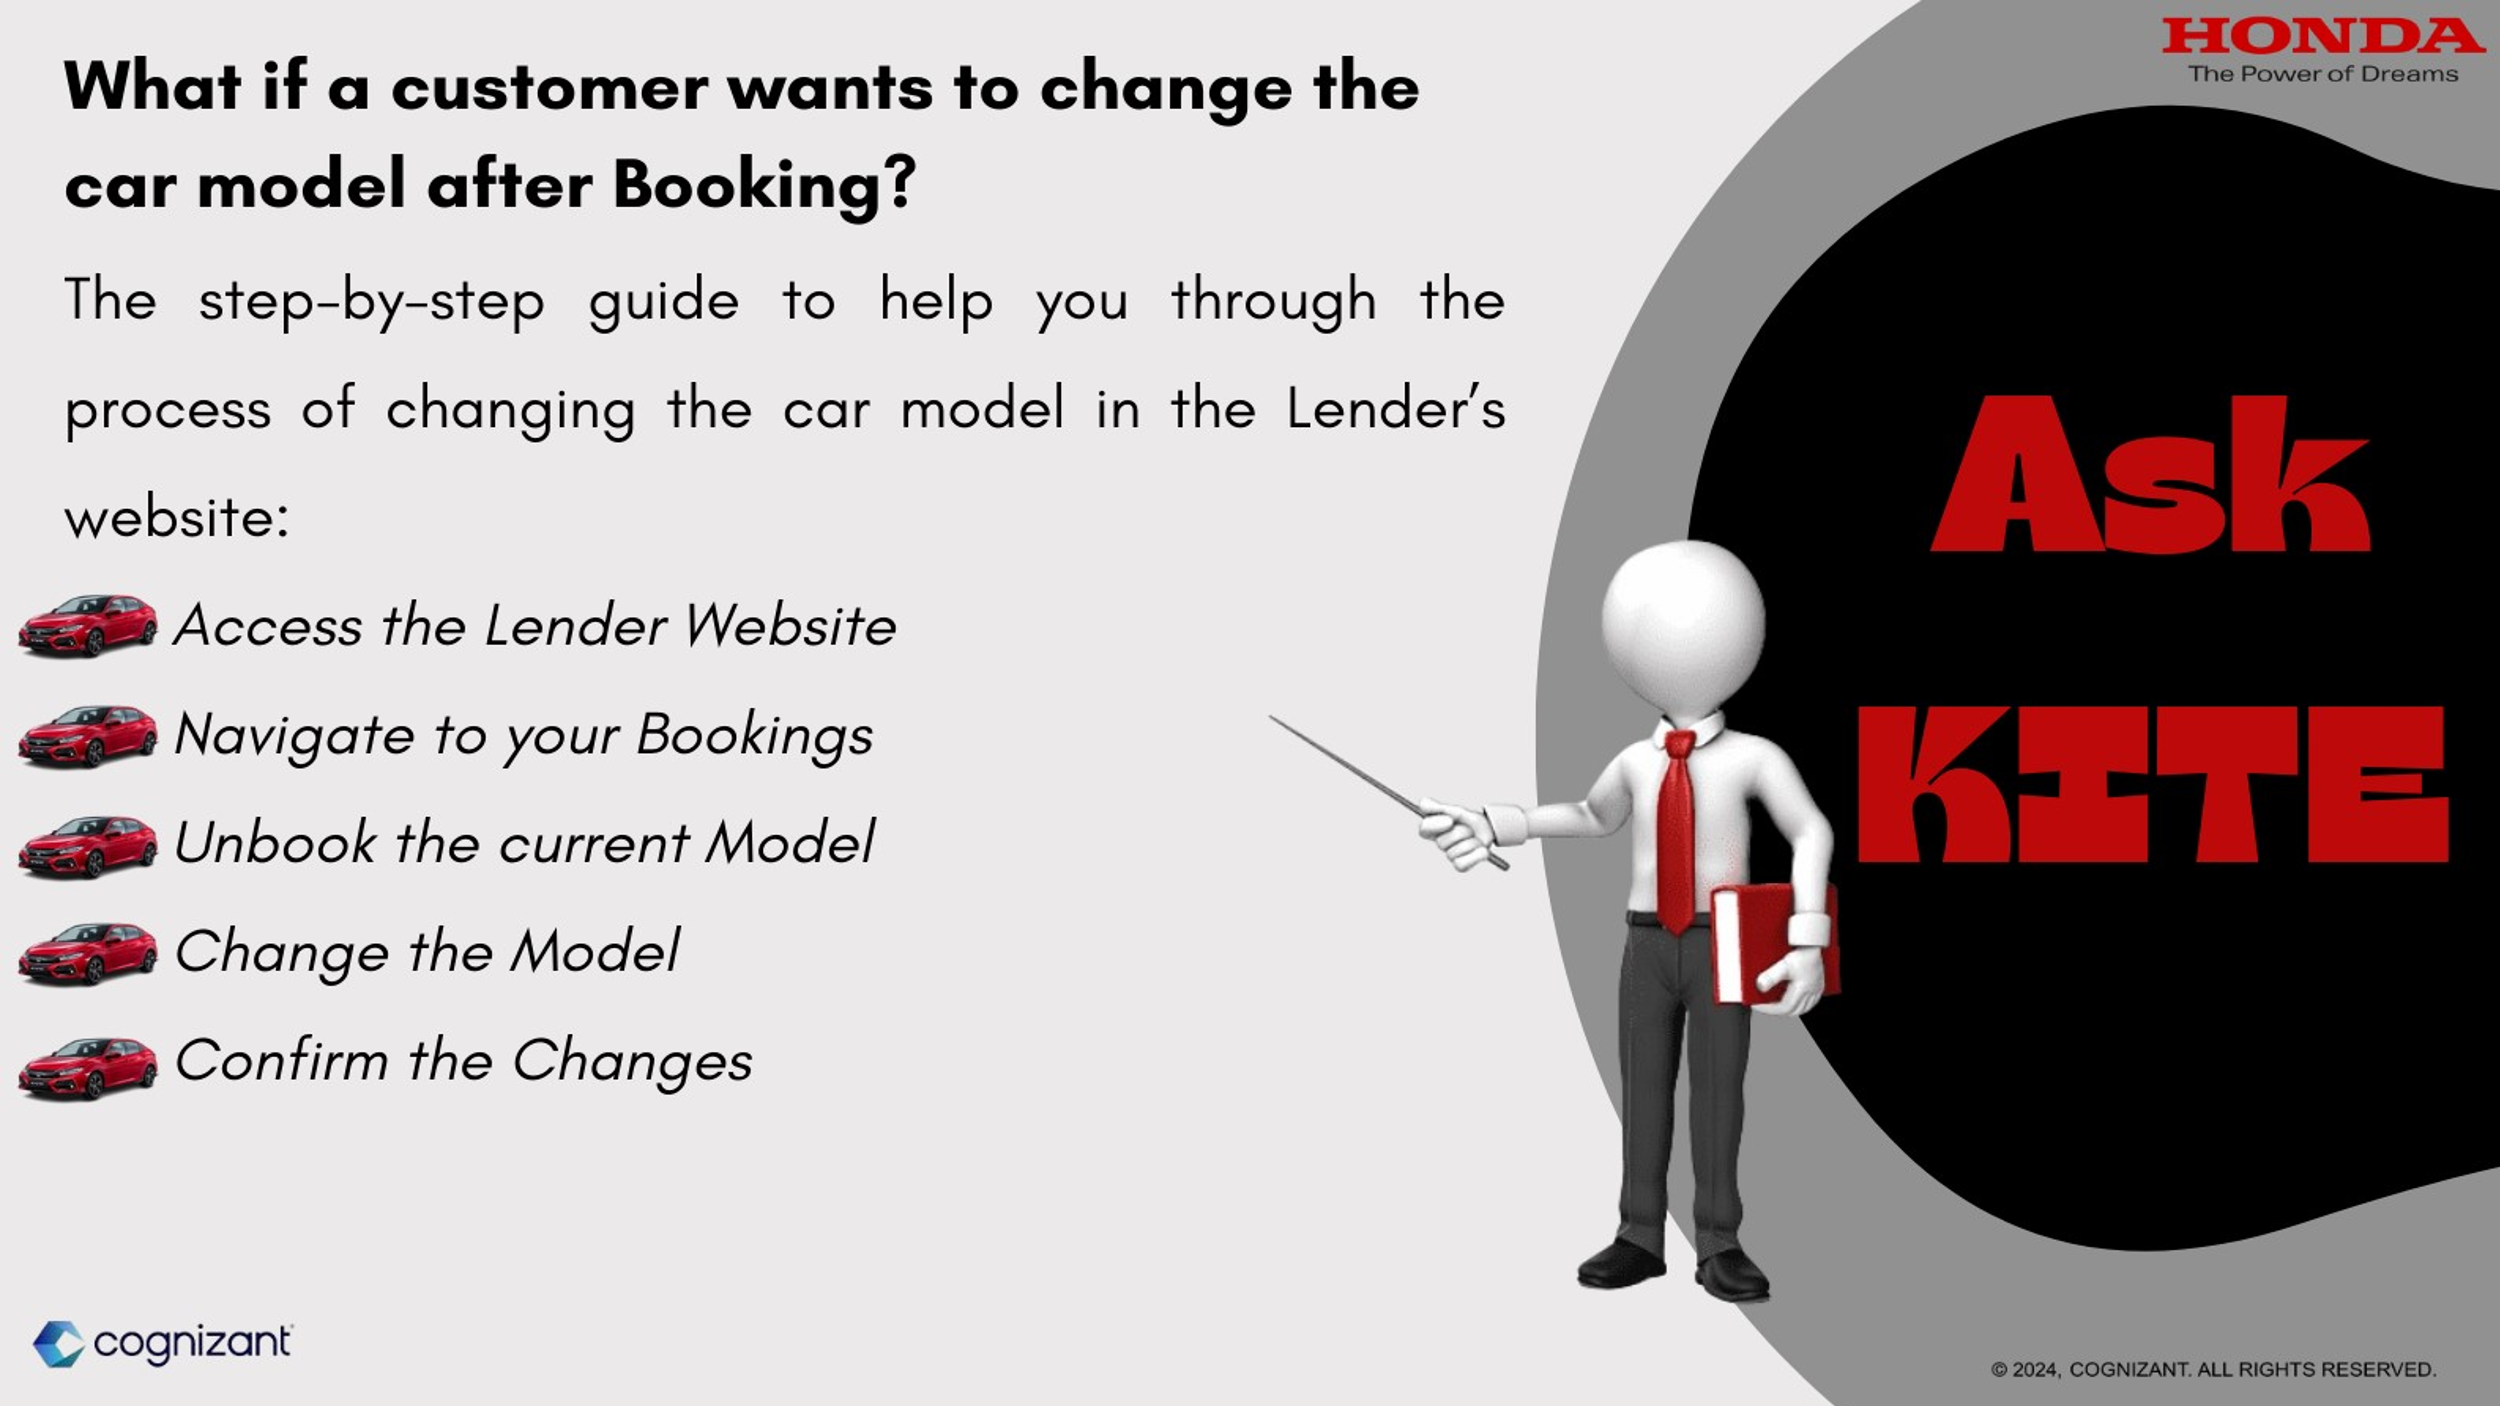 HONDA
The Power of Dreams
What if a customer wants to change the
car model after Booking?
The step-by-step guide to help you through the
process of changing the car model in the Lender’s
website:
Access the Lender Website
Navigate to your Bookings
Unbook the current Model
Change the Model
Confirm the Changes
Ask
KITE
cognizant
© 2024, COGNIZANT. ALL RIGHTS RESERVED.